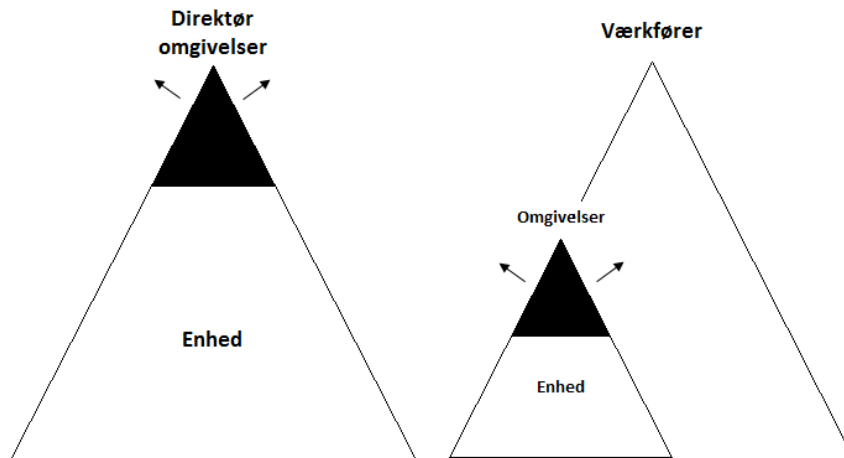 Direktør
omgivelser
Enhed
Værkfører
Omgivelser
Enhed